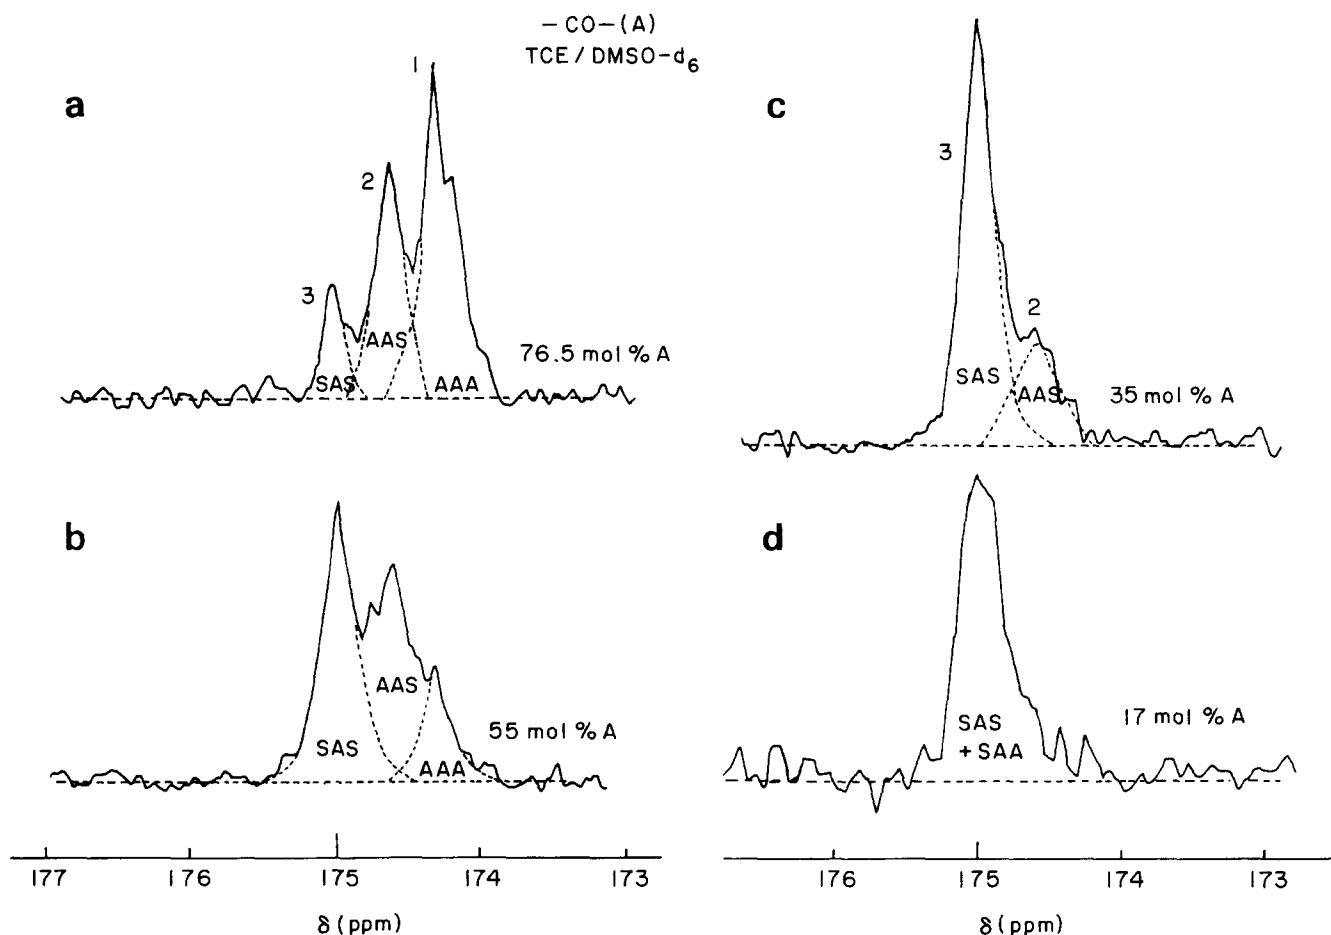 – CO – (A)
TCE / DMSO-d6
a
1
2
3
AAS
SAS
AAA
76.5 mol % A
b
AAS
SAS
AAA
55 mol % A
177 176 175 174 173
δ (ppm)
c
3
2
SAS
AAS
35 mol % A
d
SAS
+ SAA
17 mol % A
176 175 174 173
δ (ppm)